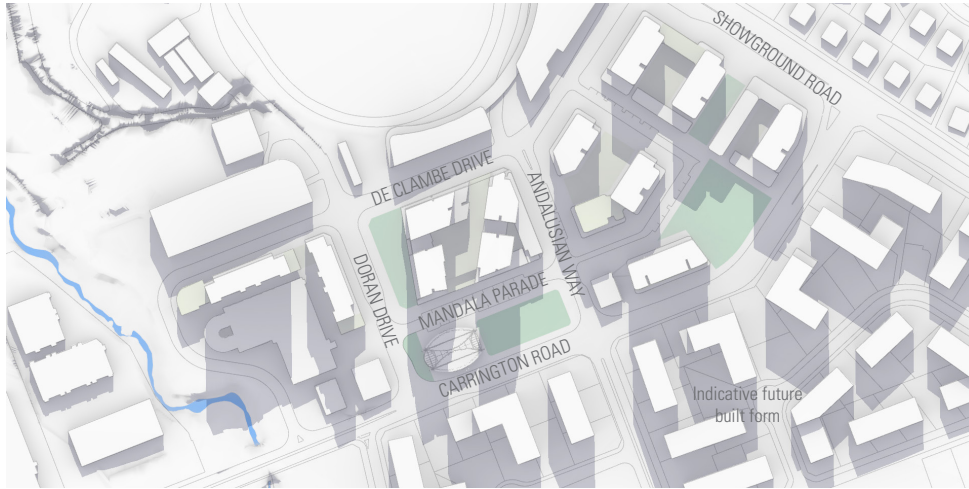 SHOWGROUND ROAD
DE CLAMBE DRIVE
ANDALUSIAN WAY
DORAN DRIVE
MANDALA PARADE
CARRINGTON ROAD
Indicative future
built form